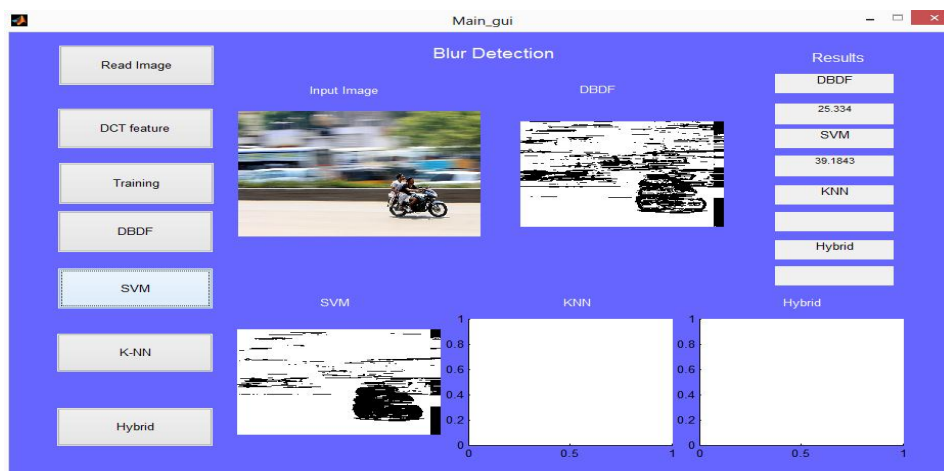 Main_gui
Blur Detection
Read Image
DCT feature
Training
DBDF
SVM
K-NN
Hybrid
Input Image
DBDF
Results
DBDF
25.334
SVM
39.1843
KNN
Hybrid
SVM
KNN
Hybrid
1
0.8
0.6
0.4
0.2
0
0 0.5 1
1
0.8
0.6
0.4
0.2
0
0 0.5 1